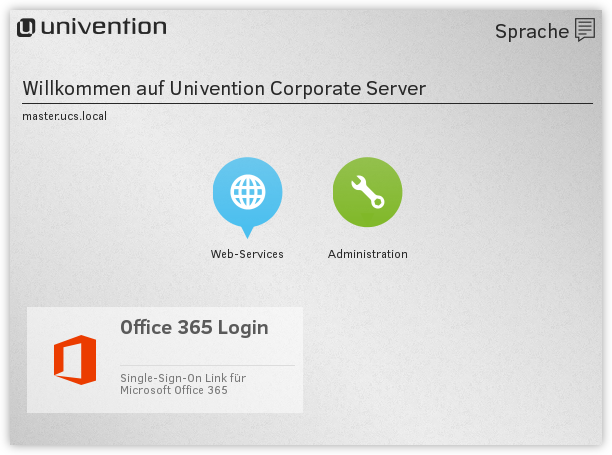 univention
Sprache
Willkommen auf Univention Corporate Server
master.ucs.local
Web-Services
Administration
Office 365 Login
Single-Sign-On Link für
Microsoft Office 365